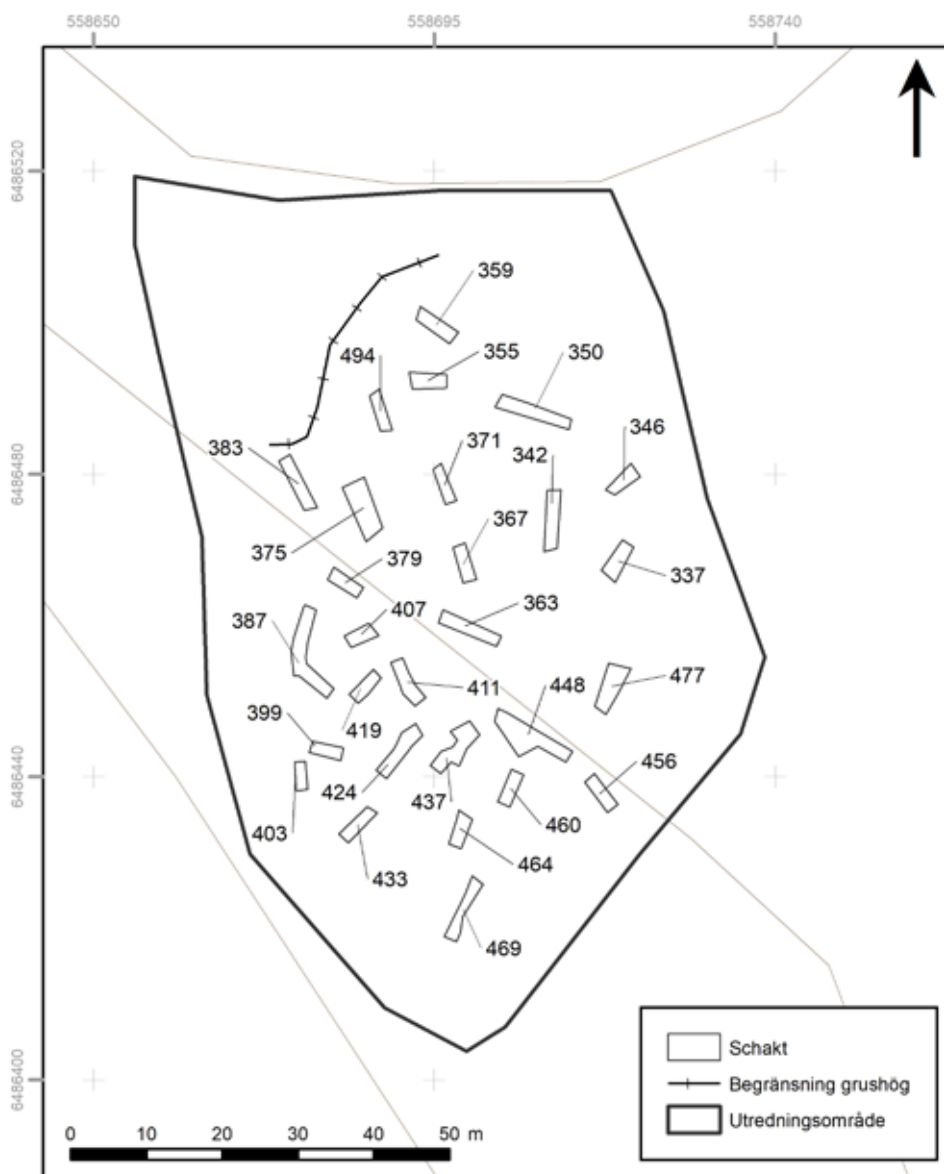 558650 558695 558740
6486520
359
494 355 350
383 371 342 346
6486480
375 367
379 337
387 407 363
411 448 477
399 419
6486440
424 437 456
403 460
433 464
469
6486400
Schakt
Begränsning grushög
Utredningsområde
0 10 20 30 40 50 m